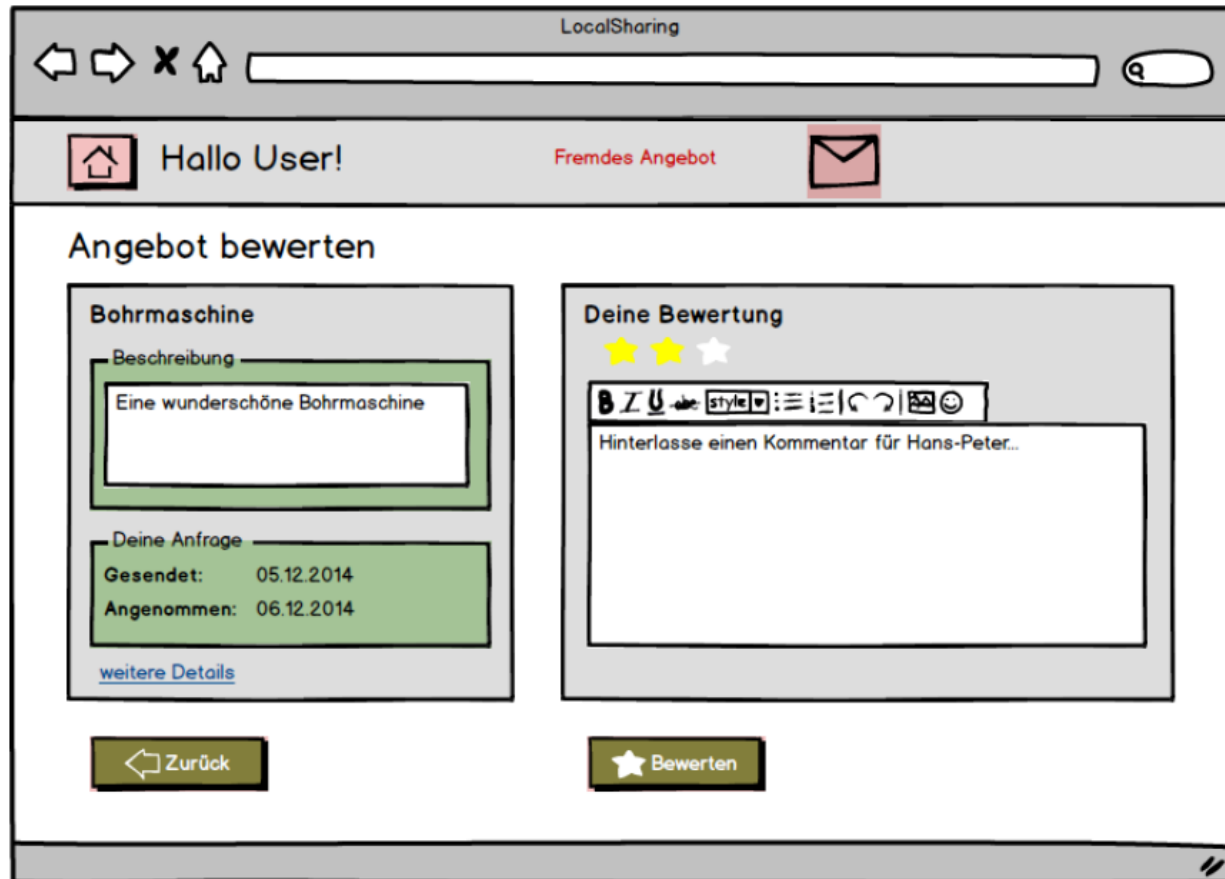 LocalSharing
Hallo User!
Fremdes Angebot
Angebot bewerten
Bohrmaschine
Beschreibung
Eine wunderschöne Bohrmaschine
Deine Anfrage
Gesendet: 05.12.2014
Angenommen: 06.12.2014
weitere Details
Deine Bewertung
B I U abc style
Hinterlasse einen Kommentar für Hans-Peter...
Zurück
Bewerten